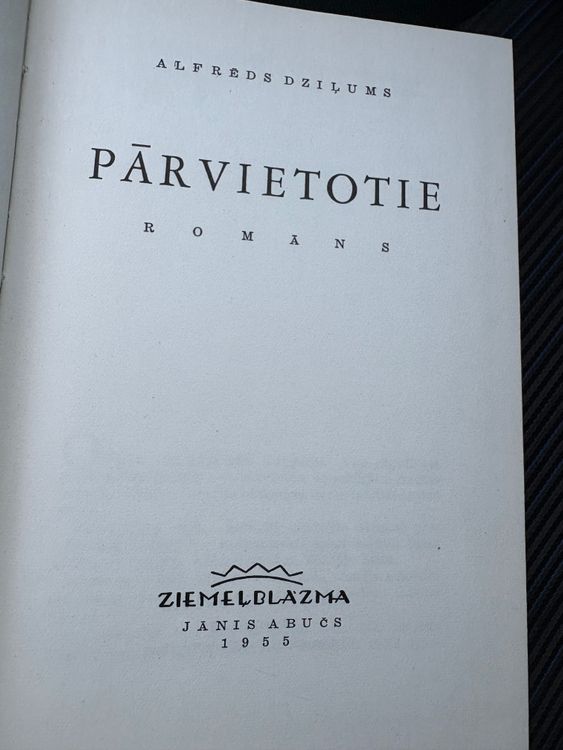 ALFRĒDS DZIĻUMS
PĀRVIETOTIE
ROMĀNS
ZIEMEĻBLĀZMA
JĀNIS ABUČS
1955